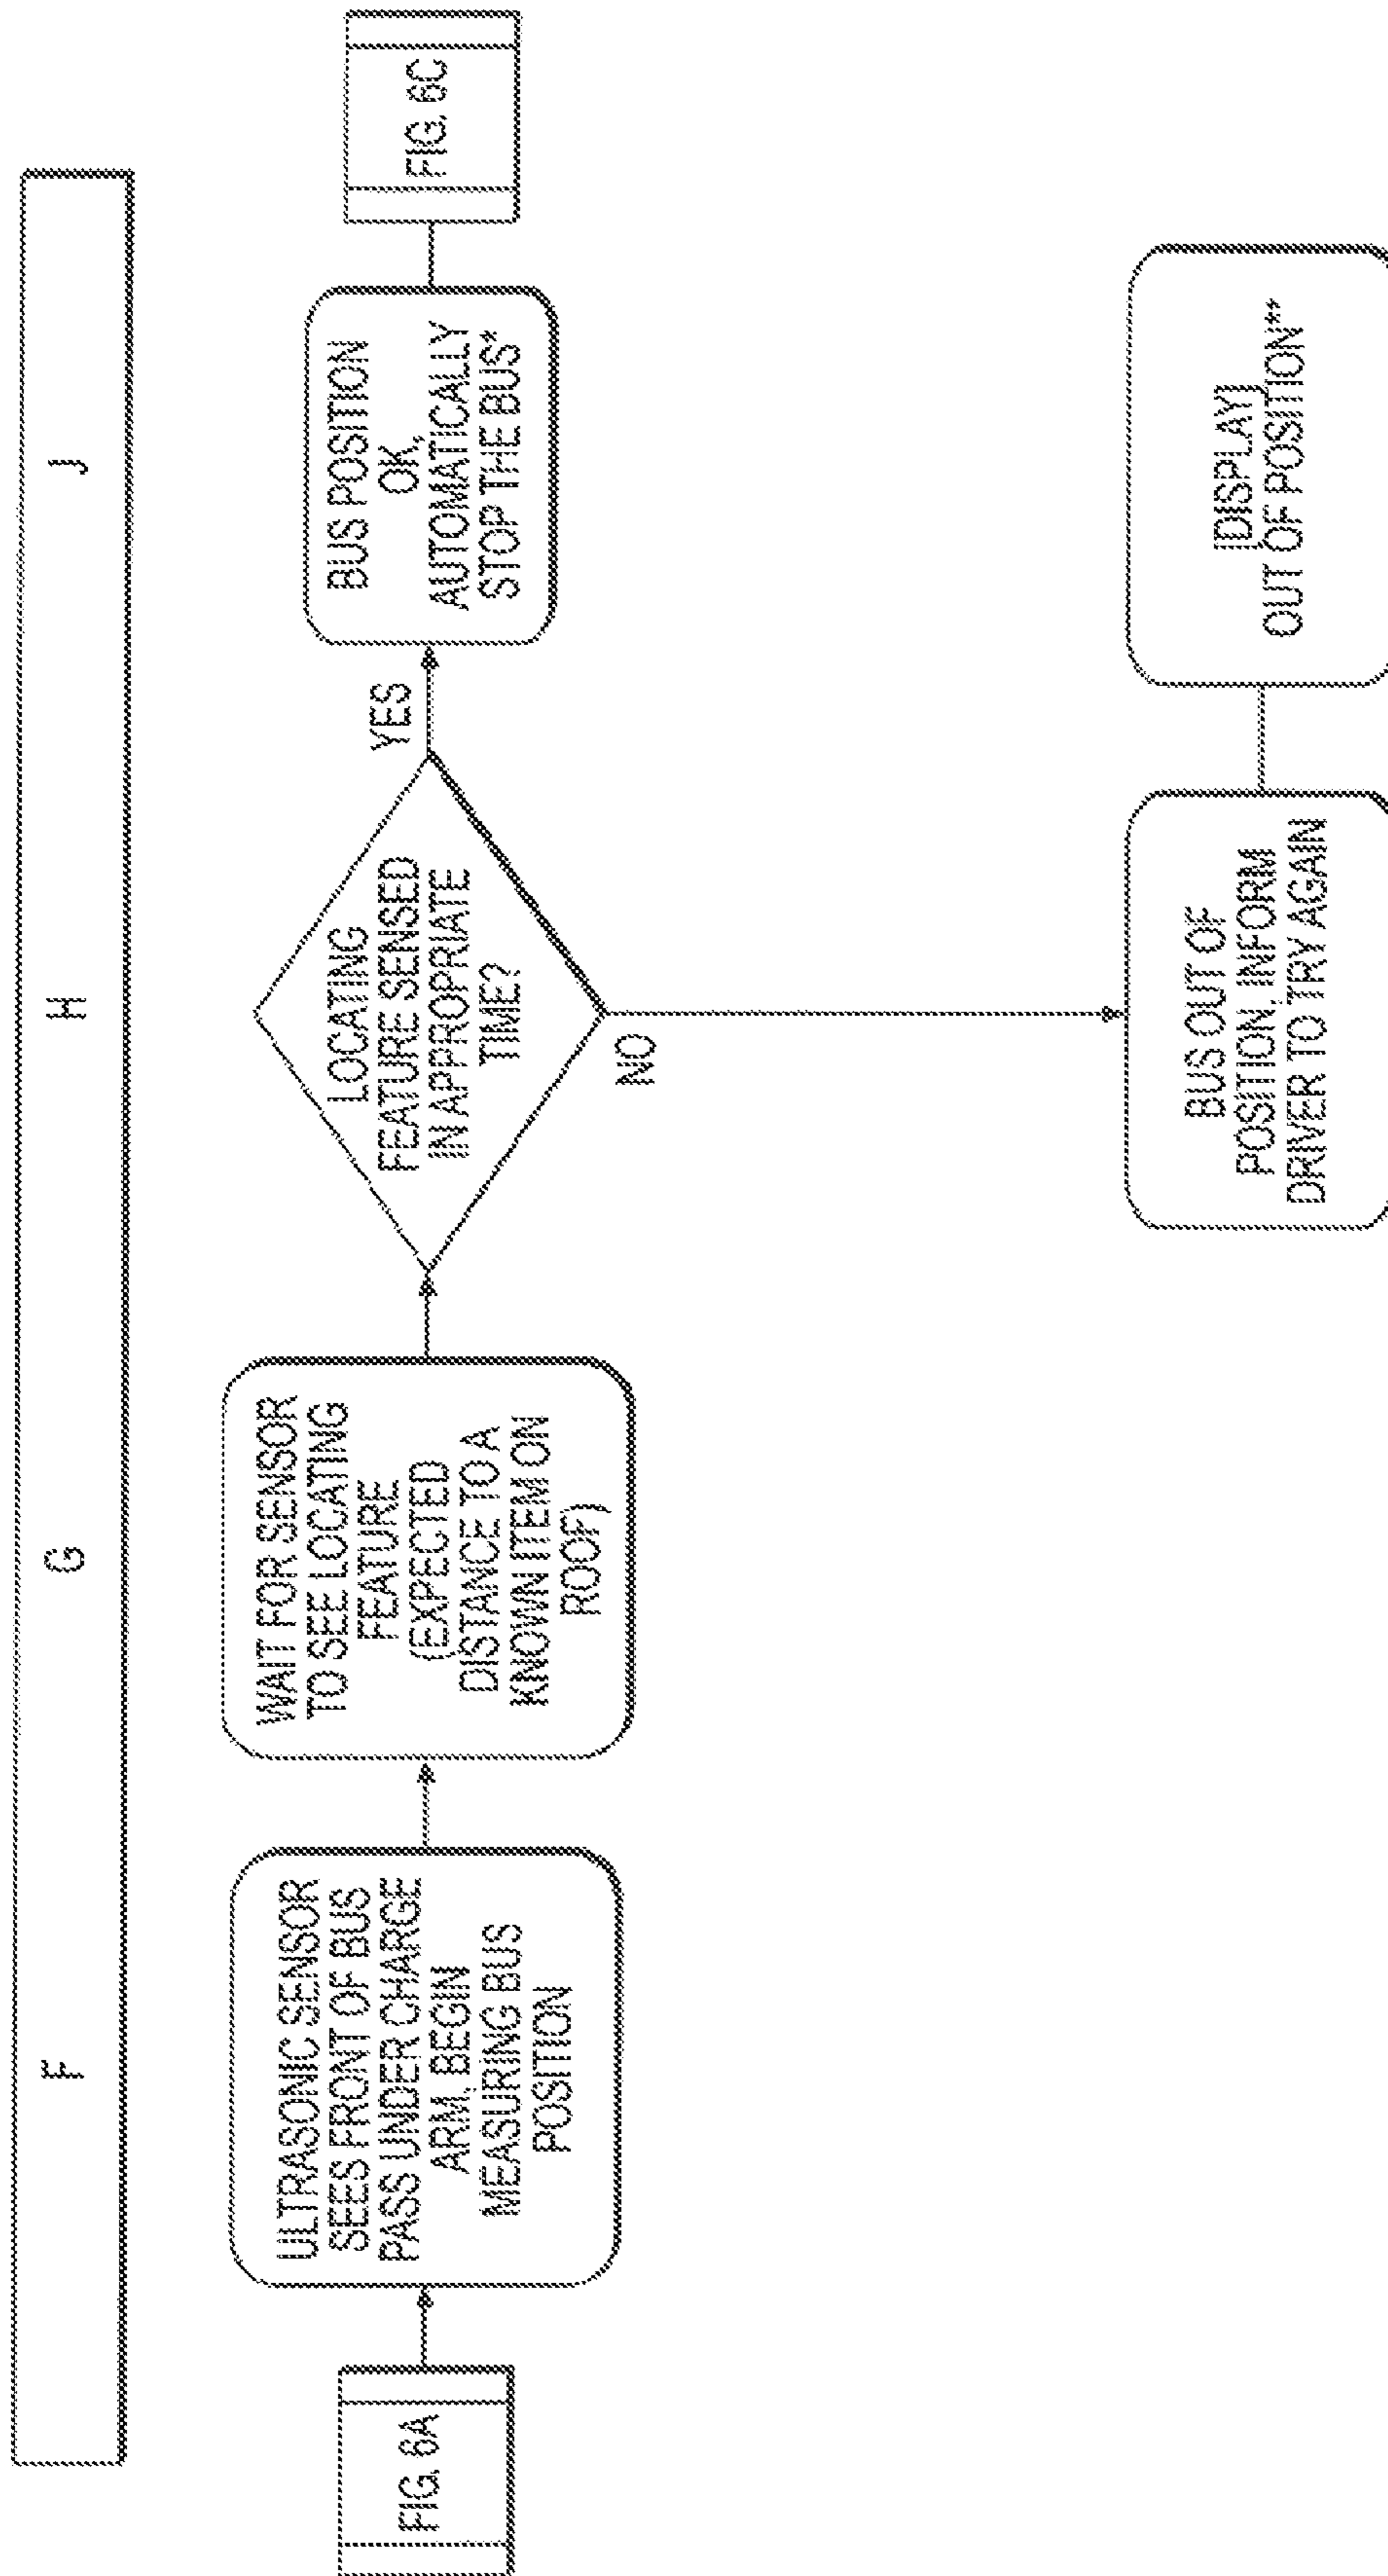 F G H J
FIG. 6A
ULTRASONIC SENSOR
SEES FRONT OF BUS
PASS UNDER CHARGE
ARM, BEGIN
MEASURING BUS
POSITION
WAIT FOR SENSOR
TO SEE LOCATING
FEATURE
(EXPECTED
DISTANCE TO A
KNOWN ITEM ON
ROOF)
LOCATING
FEATURE SENSED
IN APPROPRIATE
TIME?
YES
BUS POSITION
OK,
AUTOMATICALLY
STOP THE BUS*
FIG. 6C
NO
BUS OUT OF
POSITION, INFORM
DRIVER TO TRY AGAIN
[DISPLAY]
OUT OF POSITION**